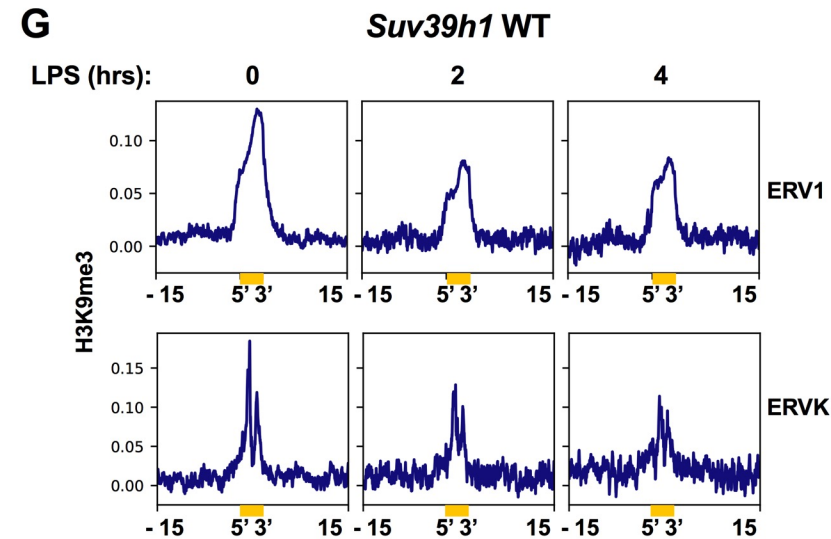 G
Suv39h1 WT
LPS (hrs): 0 2 4
0.10
0.05
0.00
ERV1
- 15 5’ 3’ 15 - 15 5’ 3’ 15 - 15 5’ 3’ 15
H3K9me3
0.15
0.10
0.05
0.00
ERVK
- 15 5’ 3’ 15 - 15 5’ 3’ 15 - 15 5’ 3’ 15